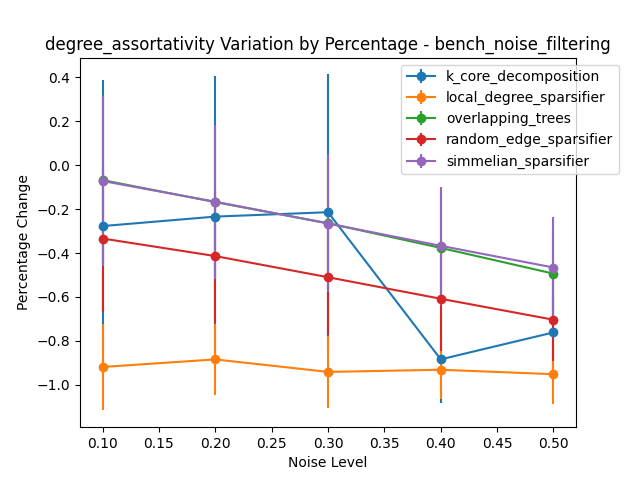 degree_assortativity Variation by Percentage - bench_noise_filtering
k_core_decomposition
local_degree_sparsifier
overlapping_trees
random_edge_sparsifier
simmelian_sparsifier
Percentage Change
0.4
0.2
0.0
−0.2
−0.4
−0.6
−0.8
−1.0
0.10 0.15 0.20 0.25 0.30 0.35 0.40 0.45 0.50
Noise Level